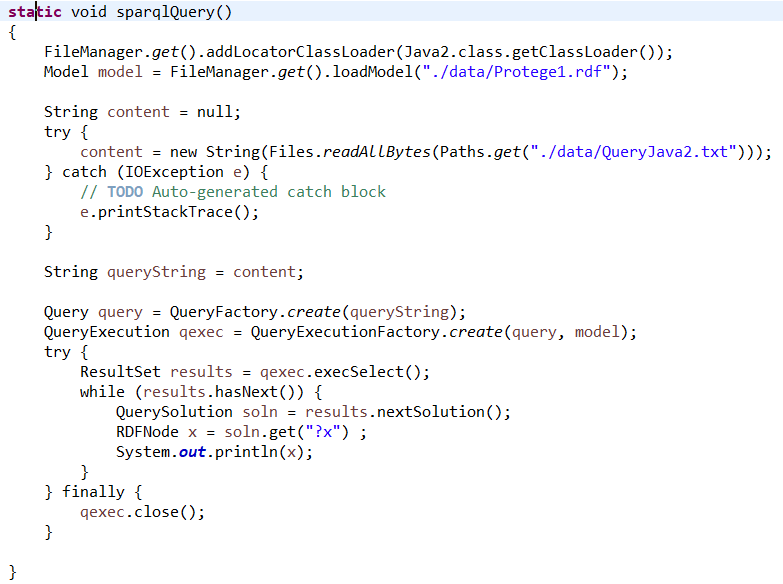 static void sparqlQuery()
{
    FileManager.get().addLocatorClassLoader(Java2.class.getClassLoader());
    Model model = FileManager.get().loadModel("./data/Protege1.rdf");

    String content = null;
    try {
        content = new String(Files.readAllBytes(Paths.get("./data/QueryJava2.txt")));
    } catch (IOException e) {
        // TODO Auto-generated catch block
        e.printStackTrace();
    }

    String queryString = content;

    Query query = QueryFactory.create(queryString);
    QueryExecution qexec = QueryExecutionFactory.create(query, model);
    try {
        ResultSet results = qexec.execSelect();
        while (results.hasNext()) {
            QuerySolution soln = results.nextSolution();
            RDFNode x = soln.get("?x") ;
            System.out.println(x);
        }
    } finally {
        qexec.close();
    }

}